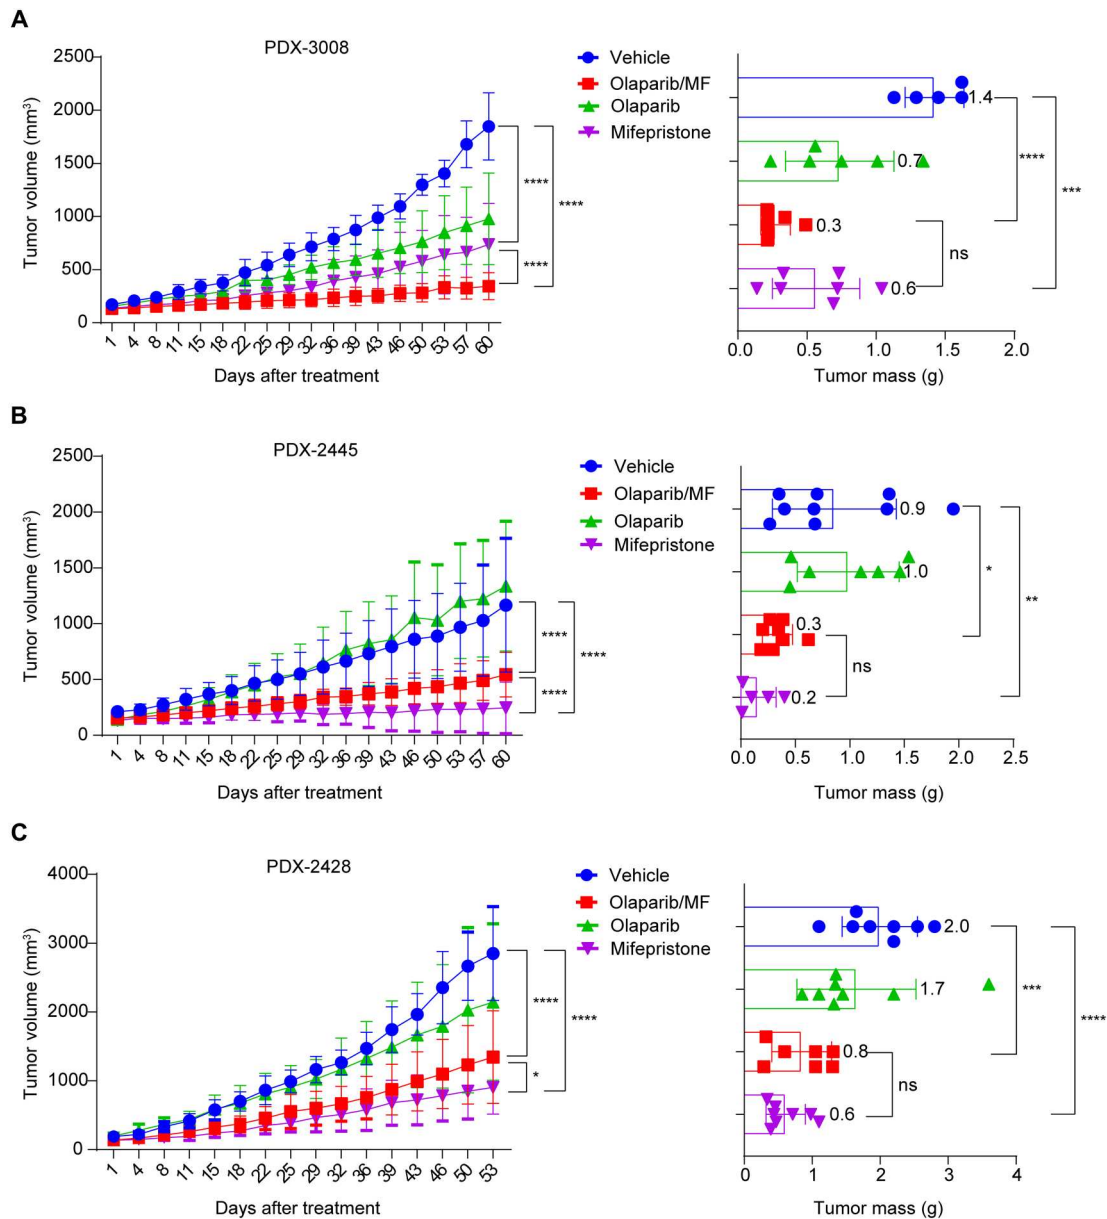 A
PDX-3008
Vehicle
Olaparib/MF
Olaparib
Mifepristone
Tumor volume (mm³)
2500
2000
1500
1000
500
0
****
****
****
1 4 8 11 15 18 22 25 29 32 36 39 43 46 50 53 57 60
Days after treatment
1.4
0.7
0.3
0.6
****
***
ns
0.0 0.5 1.0 1.5 2.0
Tumor mass (g)
B
PDX-2445
Vehicle
Olaparib/MF
Olaparib
Mifepristone
Tumor volume (mm³)
2500
2000
1500
1000
500
0
****
****
****
1 4 8 11 15 18 22 25 29 32 36 39 43 46 50 53 57 60
Days after treatment
0.9
1.0
0.3
0.2
*
**
ns
0.0 0.5 1.0 1.5 2.0 2.5
Tumor mass (g)
C
PDX-2428
Vehicle
Olaparib/MF
Olaparib
Mifepristone
Tumor volume (mm³)
4000
3000
2000
1000
0
****
****
*
1 4 8 11 15 18 22 25 29 32 36 39 43 46 50 53
Days after treatment
2.0
1.7
0.8
0.6
***
****
ns
0 1 2 3 4
Tumor mass (g)